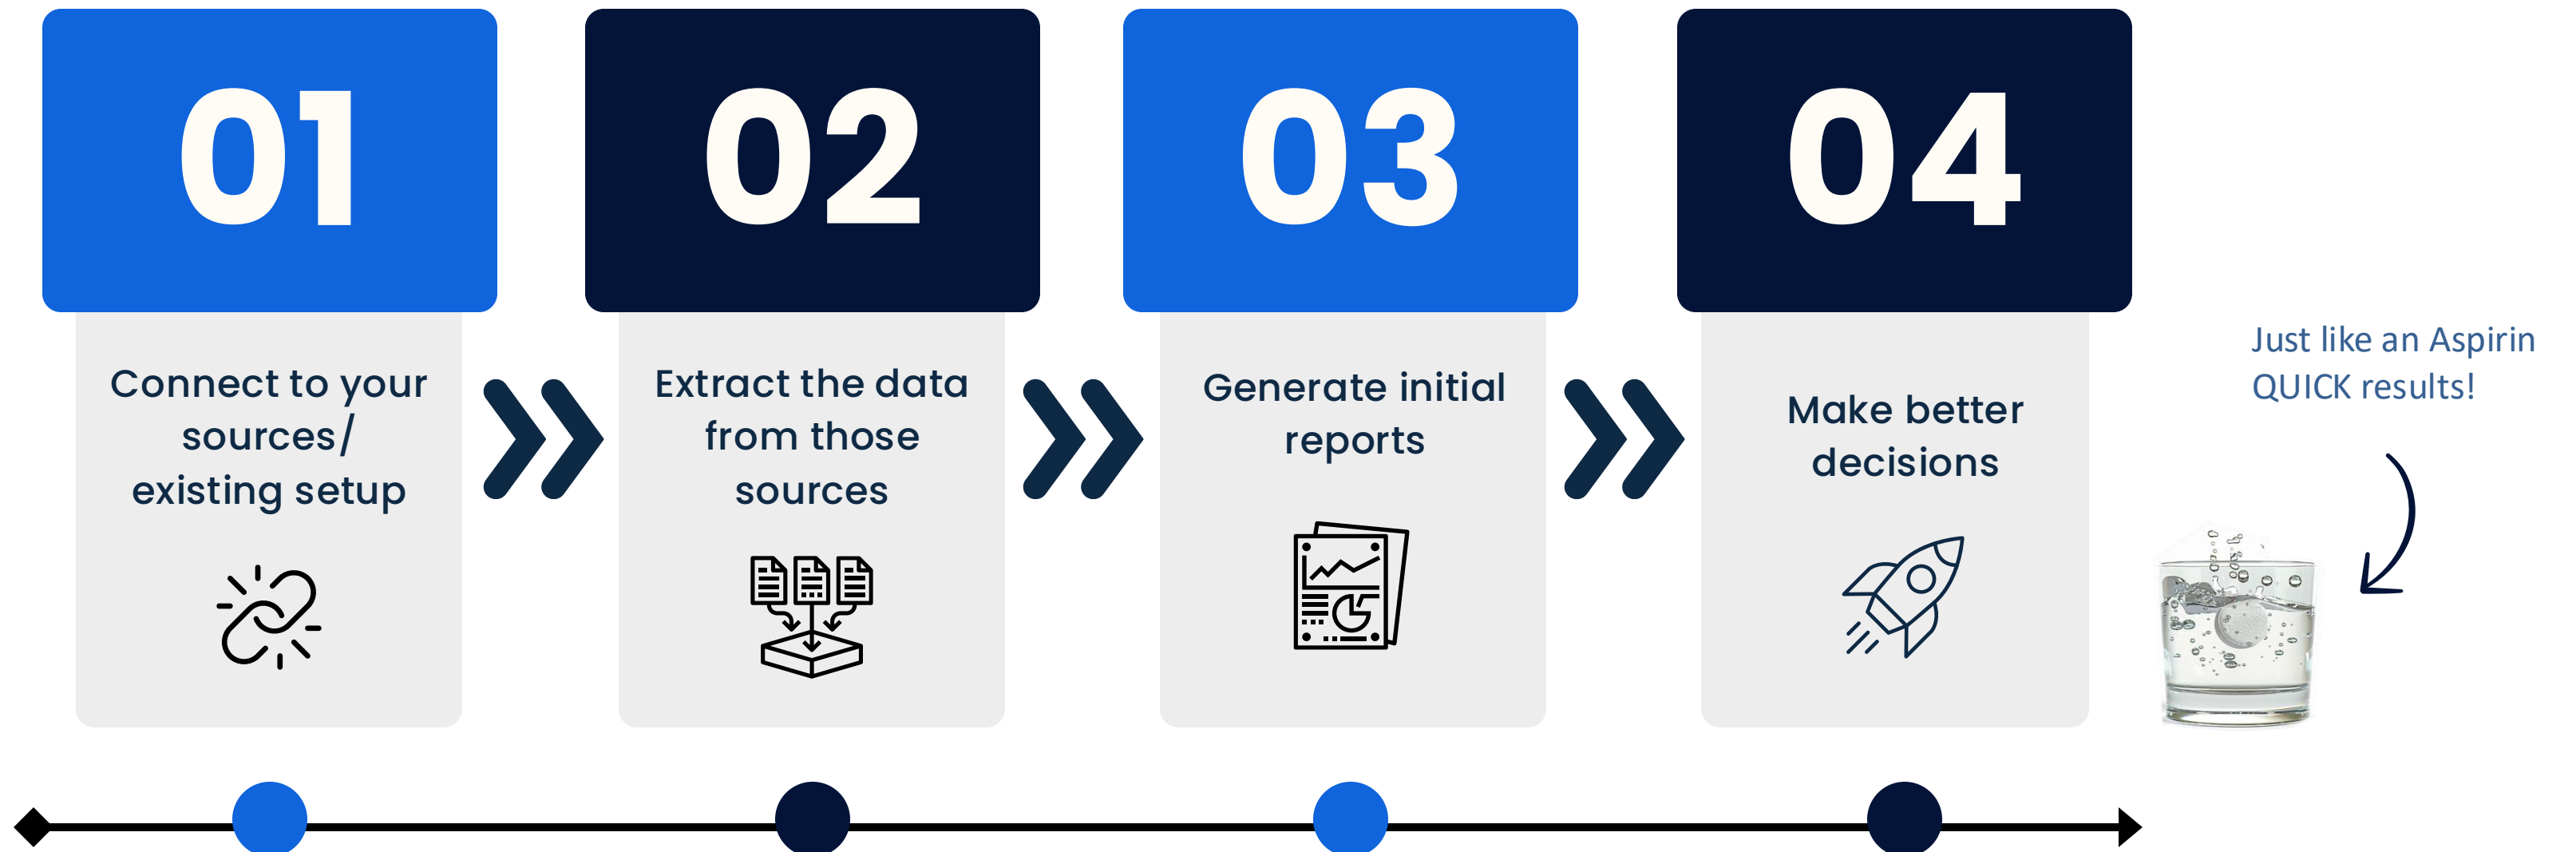 01
Connect to your
sources/
existing setup
02
Extract the data
from those
sources
03
Generate initial
reports
04
Make better
decisions
Just like an Aspirin
QUICK results!